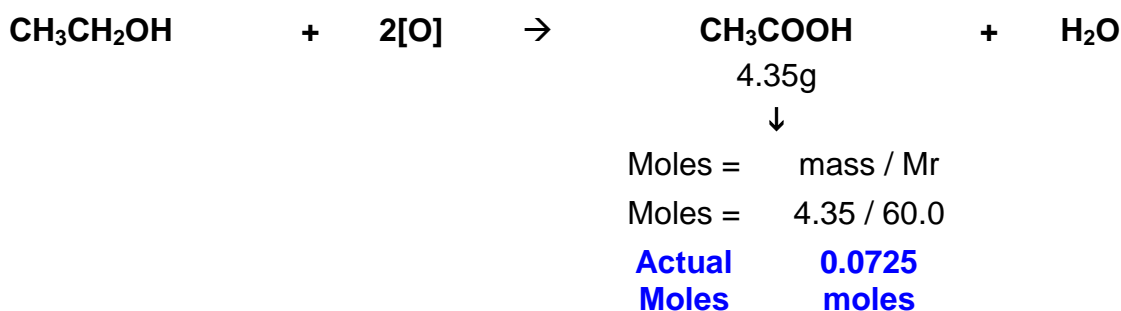 CH₃CH₂OH + 2[O] → CH₃COOH + H₂O
4.35g
↓
Moles = mass / Mr
Moles = 4.35 / 60.0
Actual Moles 0.0725 moles